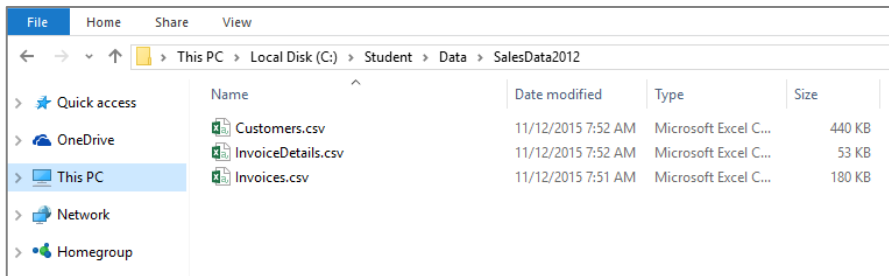 File Home Share View
This PC > Local Disk (C:) > Student > Data > SalesData2012
Quick access
OneDrive
This PC
Network
Homegroup
Name Date modified Type Size
Customers.csv 11/12/2015 7:52 AM Microsoft Excel C... 440 KB
InvoiceDetails.csv 11/12/2015 7:52 AM Microsoft Excel C... 53 KB
Invoices.csv 11/12/2015 7:51 AM Microsoft Excel C... 180 KB